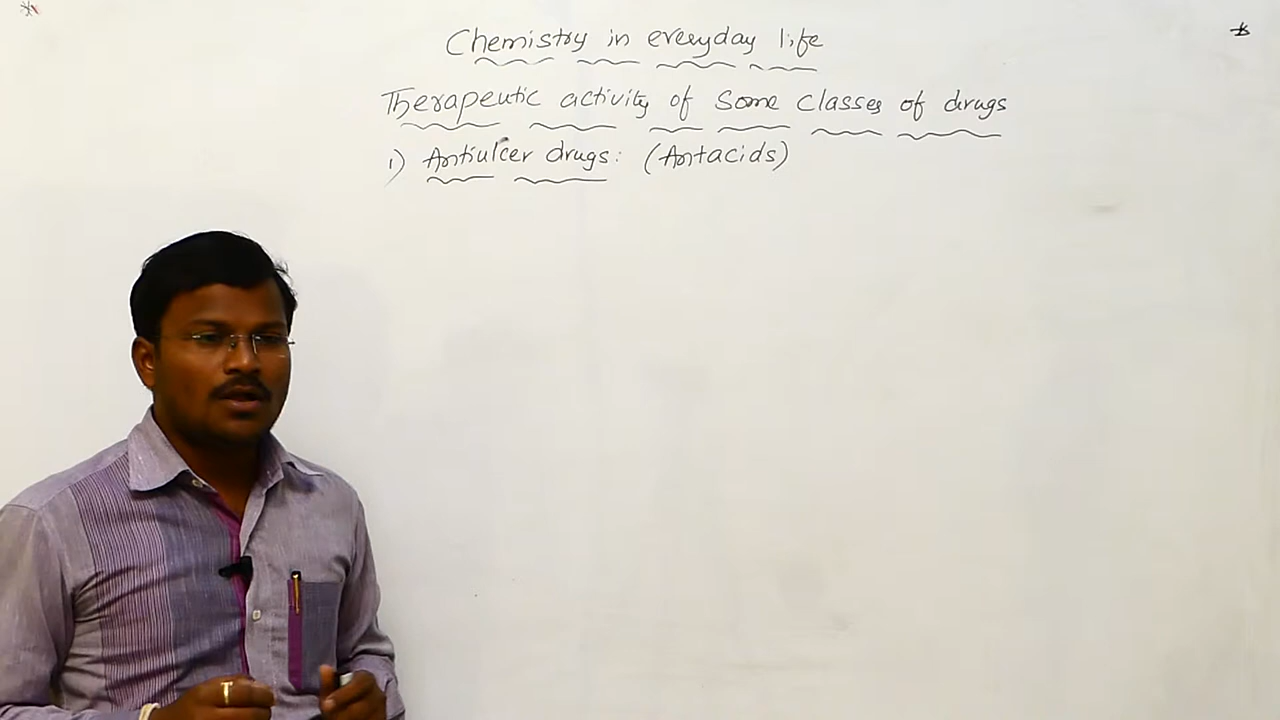 Chemistry in everyday life
Therapeutic activity of some classes of drugs
1) Antiulcer drugs: (Antacids)